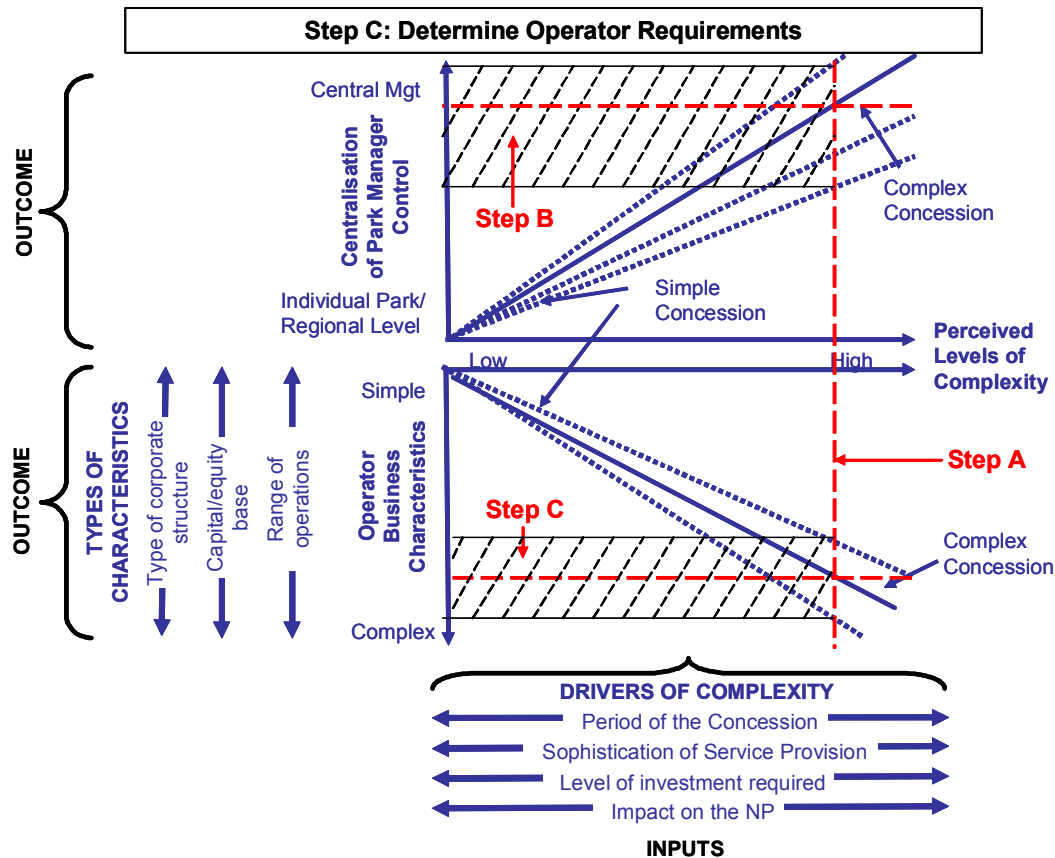 Step C: Determine Operator Requirements
OUTCOME
Central Mgt
Centralisation
of Park Manager
Control
Step B
Complex
Concession
Individual Park/
Regional Level
Simple
Concession
Low
High
Perceived
Levels of
Complexity
OUTCOME
TYPES OF
CHARACTERISTICS
Type of corporate
structure
Capital/equity
base
Range of
operations
Simple
Operator
Business
Characteristics
Complex
Step A
Step C
Complex
Concession
DRIVERS OF COMPLEXITY
Period of the Concession
Sophistication of Service Provision
Level of investment required
Impact on the NP
INPUTS